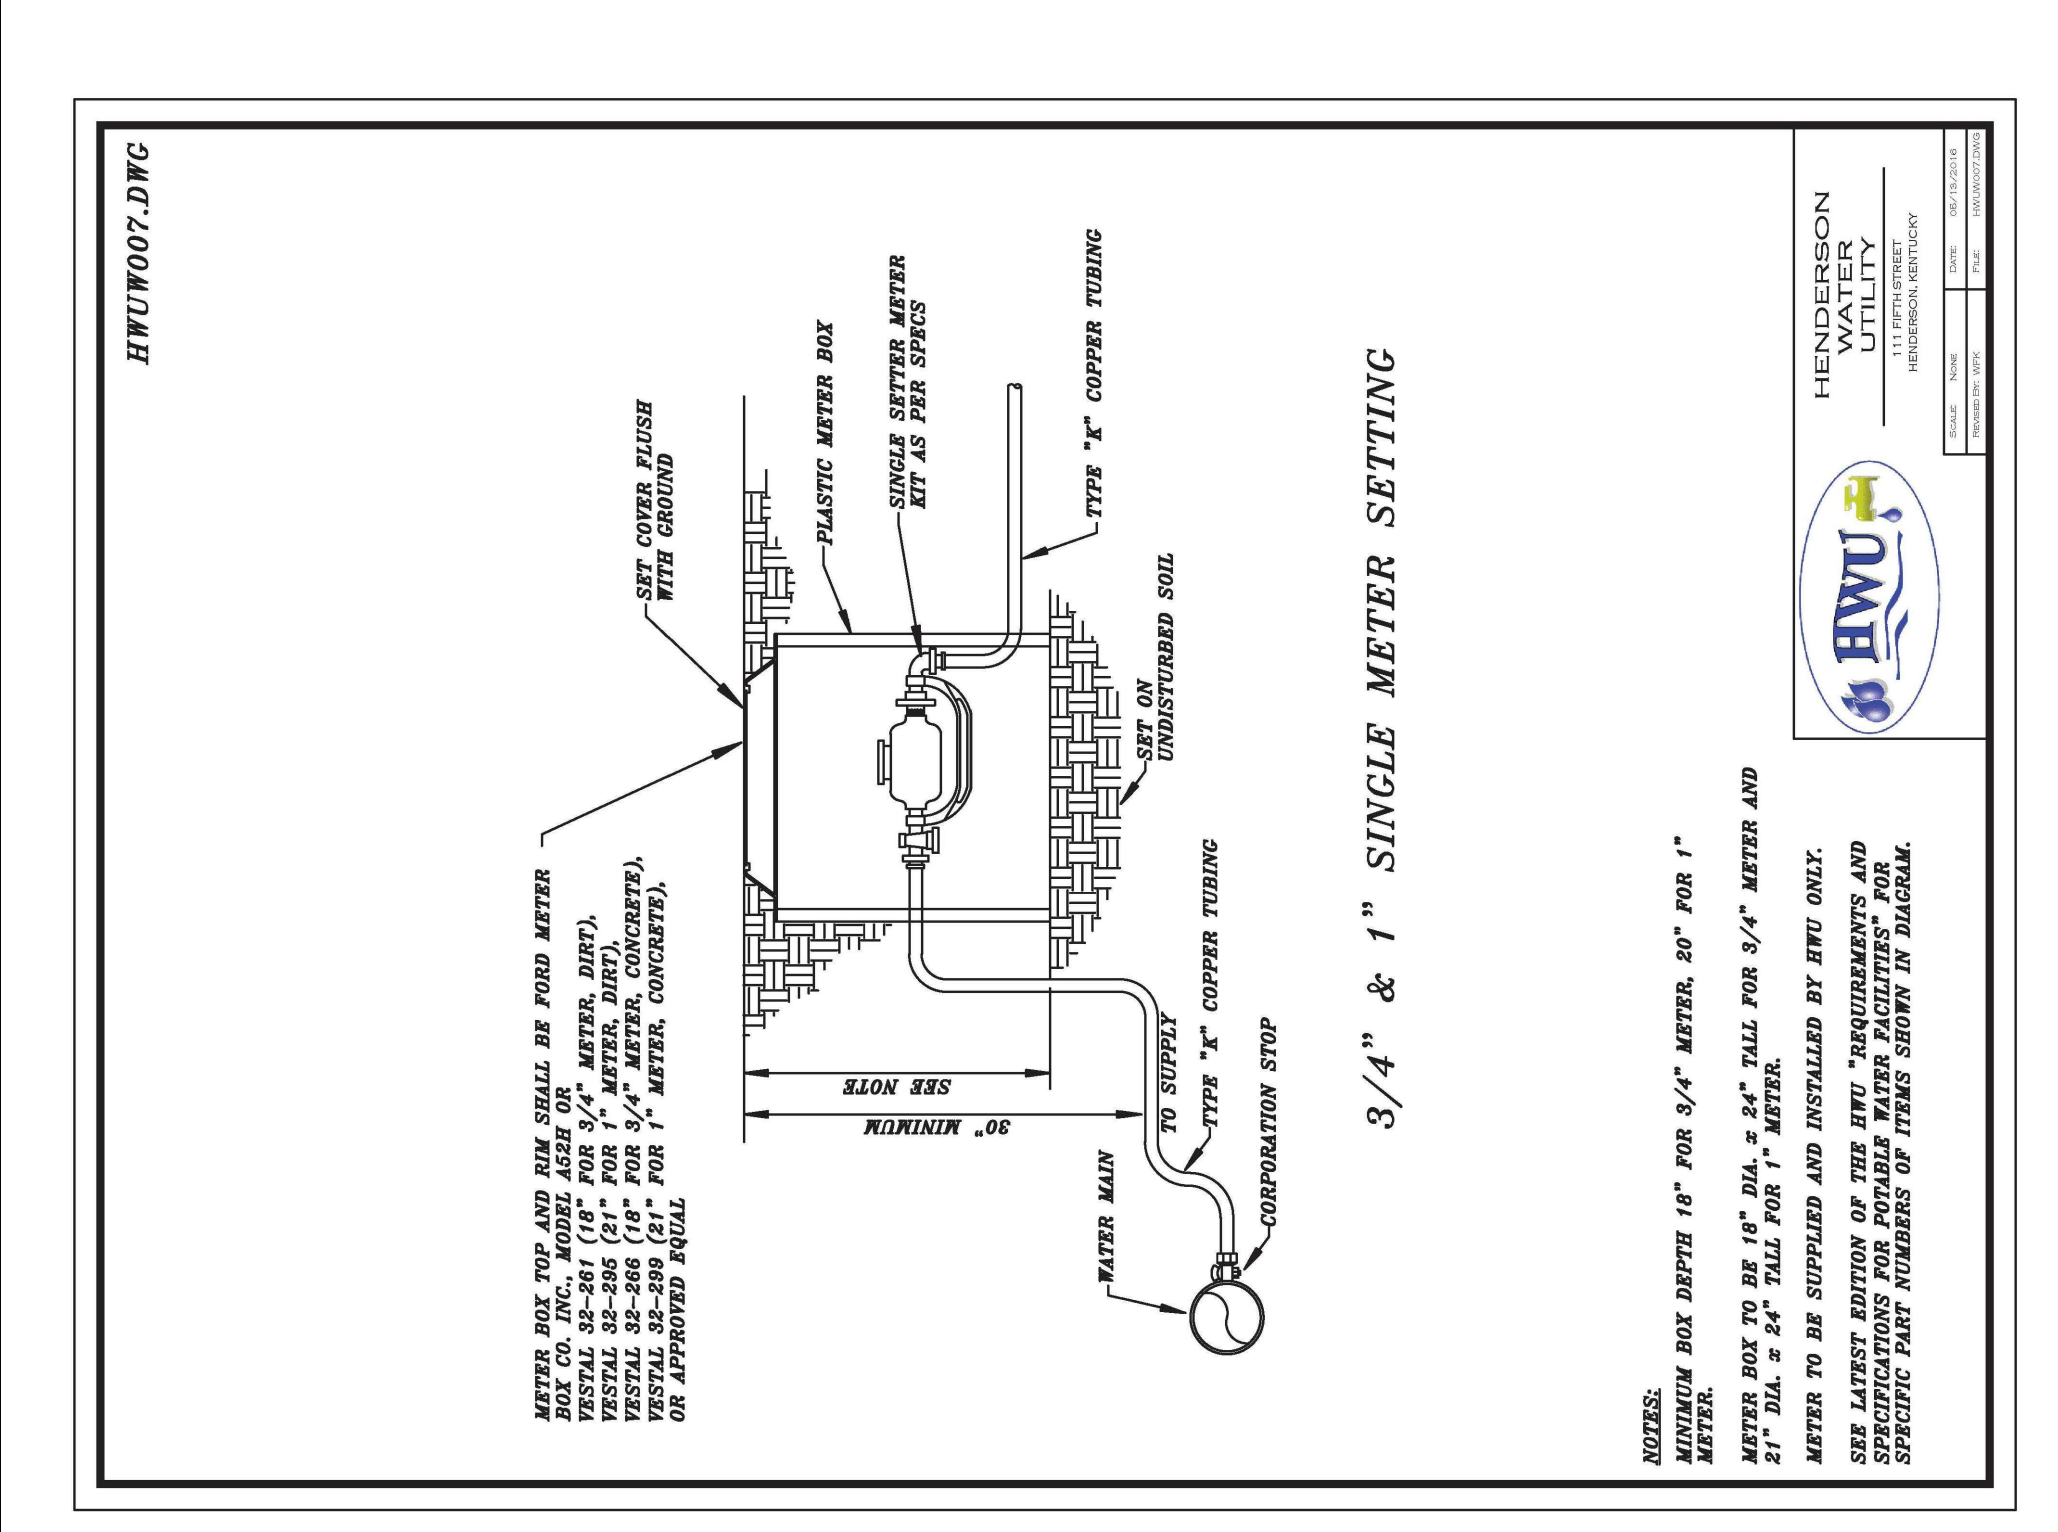 HWUW007.DWG
METER BOX TOP AND RIM SHALL BE FORD METER
BOX CO. INC., MODEL A52H OR
VESTAL 32-261 (18" FOR 3/4" METER, DIRT),
VESTAL 32-295 (21" FOR 1" METER, DIRT),
VESTAL 32-266 (18" FOR 3/4" METER, CONCRETE),
VESTAL 32-299 (21" FOR 1" METER, CONCRETE),
OR APPROVED EQUAL
SET COVER FLUSH
WITH GROUND
PLASTIC METER BOX
SINGLE SETTER METER
KIT AS PER SPECS
TYPE "K" COPPER TUBING
SEE NOTE
30" MINIMUM
SET ON
UNDISTURBED SOIL
TO SUPPLY
TYPE "K" COPPER TUBING
WATER MAIN
CORPORATION STOP
3/4" & 1" SINGLE METER SETTING
NOTES:
MINIMUM BOX DEPTH 18" FOR 3/4" METER, 20" FOR 1"
METER.
METER BOX TO BE 18" DIA. x 24" TALL FOR 3/4" METER AND
21" DIA. x 24" TALL FOR 1" METER.
METER TO BE SUPPLIED AND INSTALLED BY HWU ONLY.
SEE LATEST EDITION OF THE HWU "REQUIREMENTS AND
SPECIFICATIONS FOR POTABLE WATER FACILITIES" FOR
SPECIFIC PART NUMBERS OF ITEMS SHOWN IN DIAGRAM.
HWU
HENDERSON
WATER
UTILITY
111 FIFTH STREET
HENDERSON, KENTUCKY
SCALE: NONE DATE: 06/13/2016
REVISED BY: WFK FILE: HWUW007.DWG